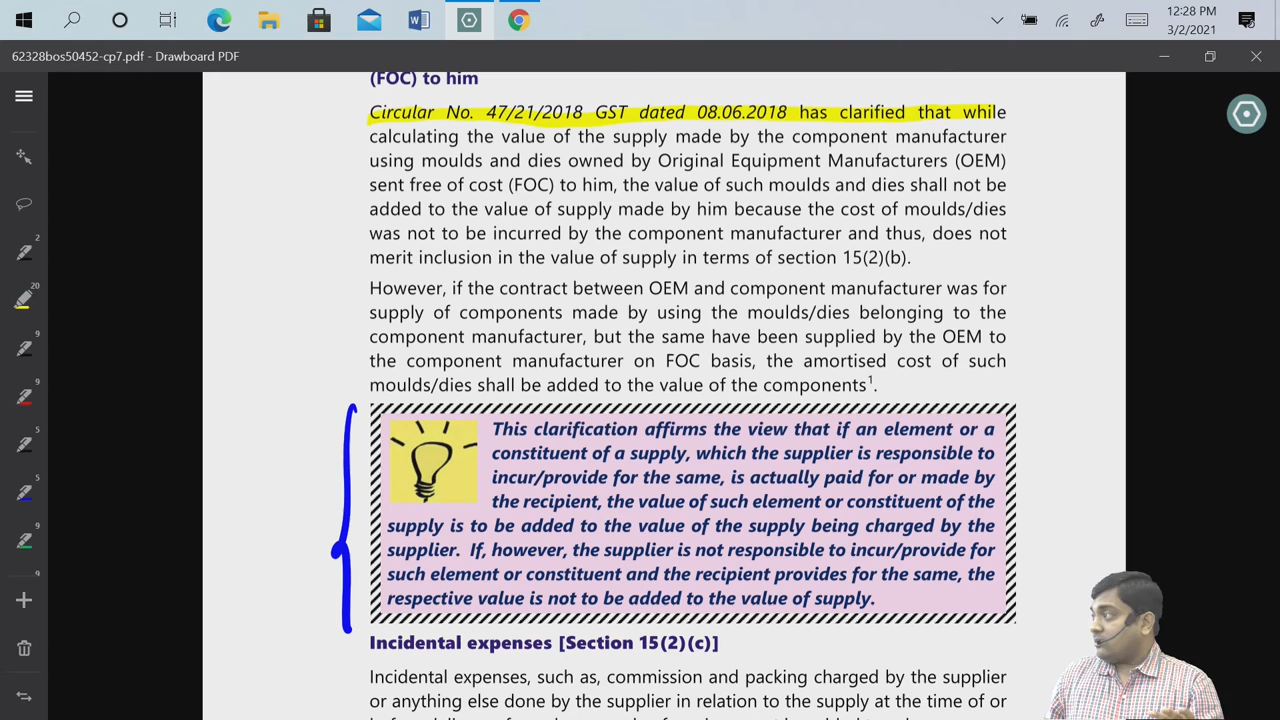 12:28 PM
3/2/2021
62328bos50452-cp7.pdf - Drawboard PDF
(FOC) to him
Circular No. 47/21/2018 GST dated 08.06.2018 has clarified that while
calculating the value of the supply made by the component manufacturer
using moulds and dies owned by Original Equipment Manufacturers (OEM)
sent free of cost (FOC) to him, the value of such moulds and dies shall not be
added to the value of supply made by him because the cost of moulds/dies
was not to be incurred by the component manufacturer and thus, does not
merit inclusion in the value of supply in terms of section 15(2)(b).
However, if the contract between OEM and component manufacturer was for
supply of components made by using the moulds/dies belonging to the
component manufacturer, but the same have been supplied by the OEM to
the component manufacturer on FOC basis, the amortised cost of such
moulds/dies shall be added to the value of the components¹.
This clarification affirms the view that if an element or a
constituent of a supply, which the supplier is responsible to
incur/provide for the same, is actually paid for or made by
the recipient, the value of such element or constituent of the
supply is to be added to the value of the supply being charged by the
supplier. If, however, the supplier is not responsible to incur/provide for
such element or constituent and the recipient provides for the same, the
respective value is not to be added to the value of supply.
Incidental expenses [Section 15(2)(c)]
Incidental expenses, such as, commission and packing charged by the supplier
or anything else done by the supplier in relation to the supply at the time of or
2
20
9
9
5
5
9
9